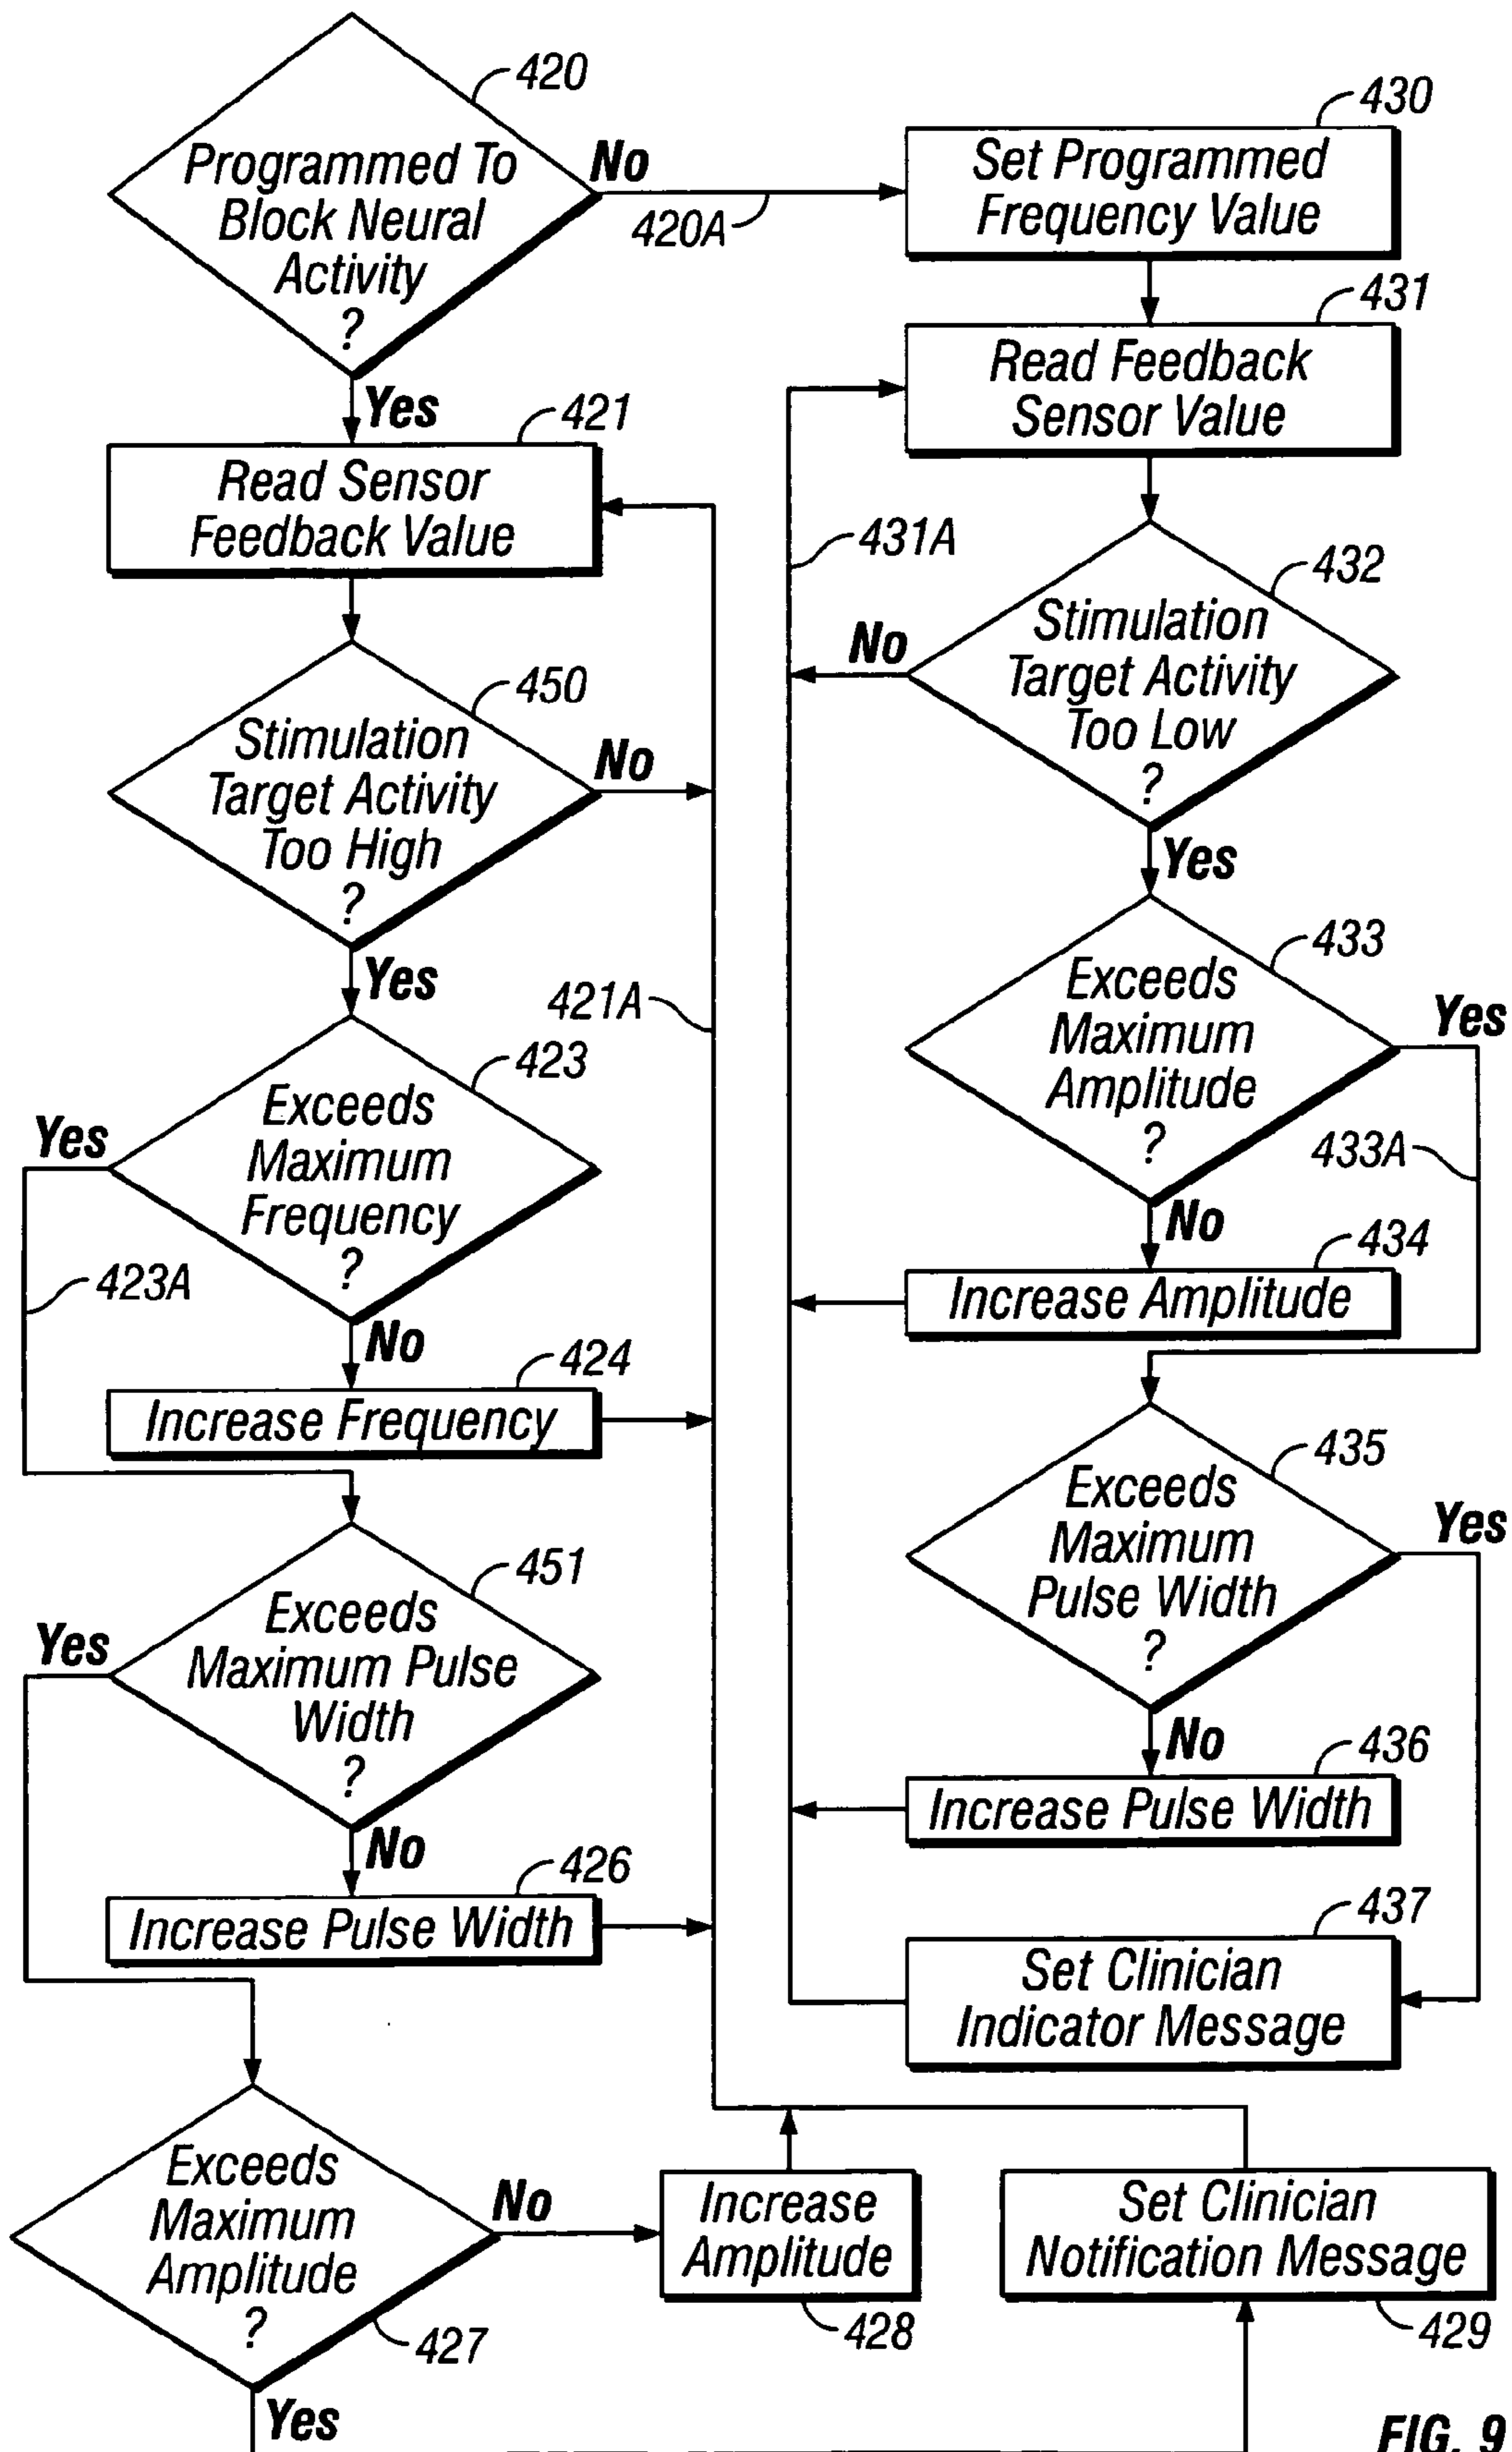 420
Programmed To
Block Neural
Activity
?
No
420A
Yes
430
Set Programmed
Frequency Value
431
Read Feedback
Sensor Value
421
Read Sensor
Feedback Value
431A
432
Stimulation
Target Activity
Too Low
?
No
Yes
450
Stimulation
Target Activity
Too High
?
No
Yes
421A
433
Exceeds
Maximum
Amplitude
?
Yes
433A
No
423
Exceeds
Maximum
Frequency
?
Yes
423A
No
434
Increase Amplitude
424
Increase Frequency
435
Exceeds
Maximum
Pulse Width
?
Yes
No
451
Exceeds
Maximum Pulse
Width
?
Yes
No
436
Increase Pulse Width
426
Increase Pulse Width
437
Set Clinician
Indicator Message
Exceeds
Maximum
Amplitude
?
427
No
Yes
Increase
Amplitude
428
Set Clinician
Notification Message
429
FIG. 9